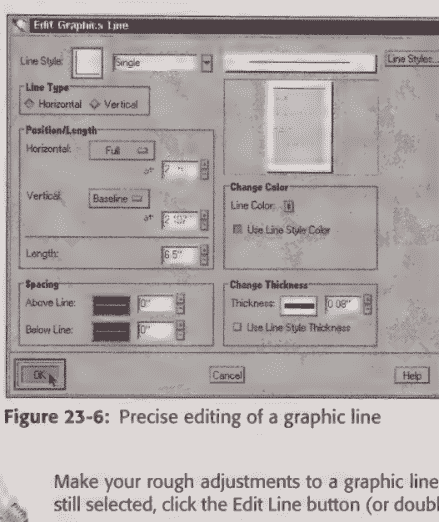 Edit Graphics Line
Line Style: Single Line Styles...
Line Type
Horizontal Vertical
Position/Length
Horizontal: Full
at:
Vertical: Baseline
at:
Length: 6.5"
Change Color
Line Color:
Use Line Style Color
Spacing
Above Line: 0"
Below Line: 0"
Change Thickness
Thickness: 0.08"
Use Line Style Thickness
OK Cancel Help
Figure 23-6: Precise editing of a graphic line
Make your rough adjustments to a graphic line
still selected, click the Edit Line button (or doubl